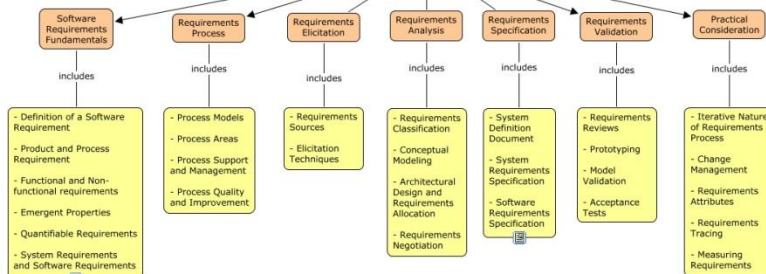 Software
Requirements
Fundamentals
Requirements
Process
Requirements
Elicitation
Requirements
Analysis
Requirements
Specification
Requirements
Validation
Practical
Consideration
includes
includes
includes
includes
includes
includes
includes
- Definition of a Software
Requirement
- Product and Process
Requirement
- Functional and Non-
functional requirements
- Emergent Properties
- Quantifiable Requirements
- System Requirements
and Software Requirements
- Process Models
- Process Areas
- Process Support
and Management
- Process Quality
and Improvement
- Requirements
Sources
- Elicitation
Techniques
- Requirements
Classification
- Conceptual
Modeling
- Architectural
Design and
Requirements
Allocation
- Requirements
Negotiation
- System
Definition
Document
- System
Requirements
Specification
- Software
Requirements
Specification
- Requirements
Reviews
- Prototyping
- Model
Validation
- Acceptance
Tests
- Iterative Nature
of Requirements
Process
- Change
Management
- Requirements
Attributes
- Requirements
Tracing
- Measuring
Requirements